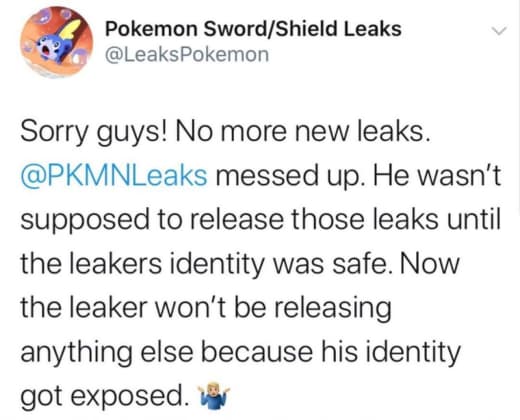 Pokemon Sword/Shield Leaks
@LeaksPokemon
Sorry guys! No more new leaks.
@PKMNLeaks messed up. He wasn't
supposed to release those leaks until
the leakers identity was safe. Now
the leaker won't be releasing
anything else because his identity
got exposed. 🤷🏼‍♂️